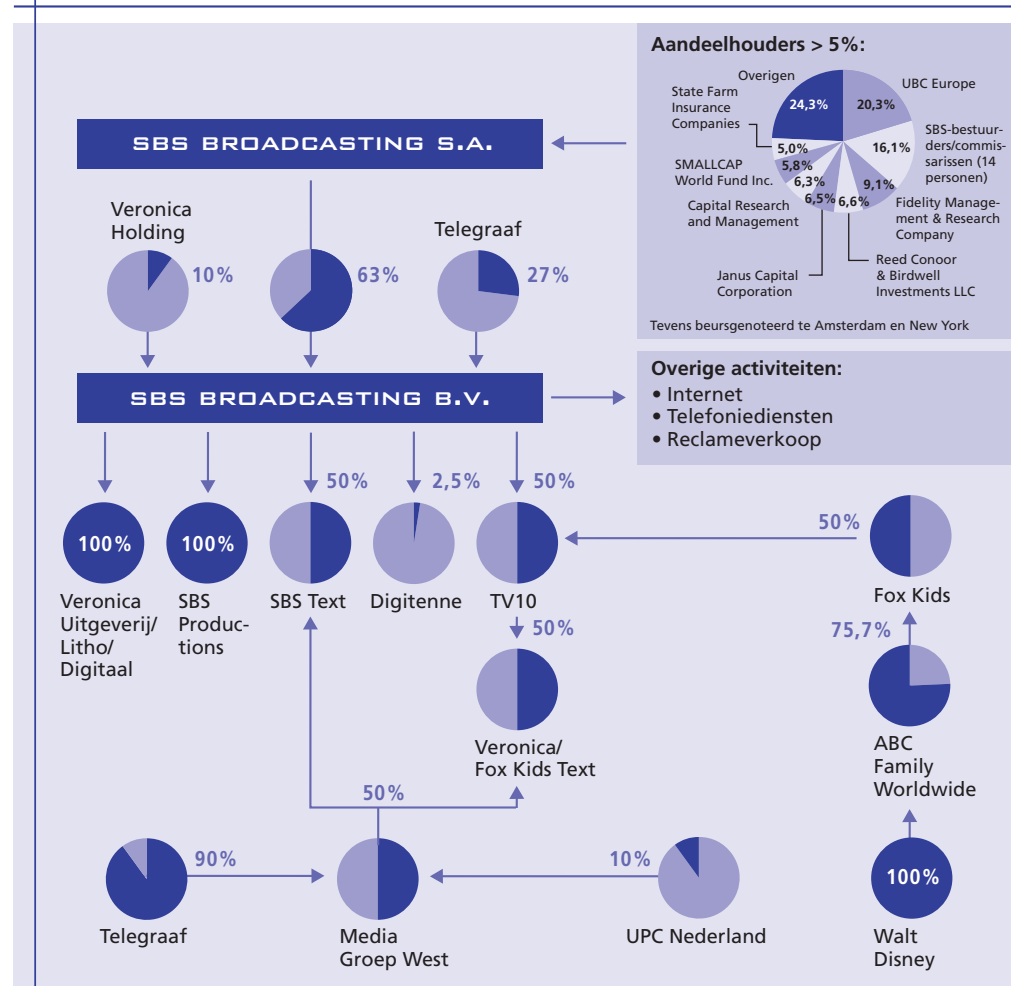 Aandeelhouders > 5%:
Overigen
24,3%
UBC Europe
20,3%
State Farm
Insurance
Companies
5,0%
SBS-bestuur-
ders/commis-
sarissen (14
personen)
16,1%
SMALLCAP
World Fund Inc.
5,8%
Capital Research
and Management
6,3%
Fidelity Manage-
ment & Research
Company
9,1%
6,5%
6,6%
Janus Capital
Corporation
Reed Conoor
& Birdwell
Investments LLC
Tevens beursgenoteerd te Amsterdam en New York
SBS BROADCASTING S.A.
Veronica
Holding
10%
63%
Telegraaf
27%
SBS BROADCASTING B.V.
Overige activiteiten:
• Internet
• Telefoniediensten
• Reclameverkoop
100%
Veronica
Uitgeverij/
Litho/
Digitaal
100%
SBS
Produc-
tions
50%
SBS Text
2,5%
Digitenne
50%
TV10
50%
Fox Kids
50%
Veronica/
Fox Kids Text
75,7%
ABC
Family
Worldwide
50%
90%
Telegraaf
Media
Groep West
10%
UPC Nederland
100%
Walt
Disney